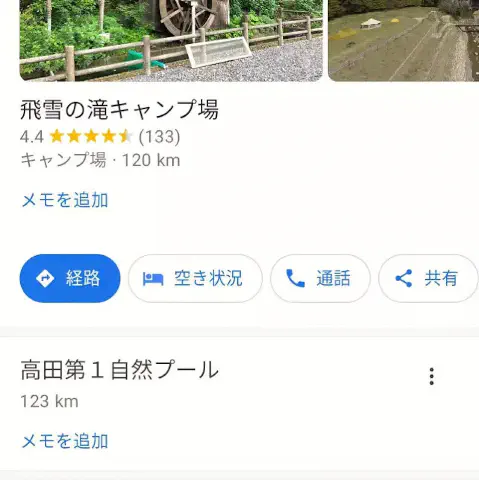 飛雪の滝キャンプ場
4.4 (133)
キャンプ場 · 120 km
メモを追加
経路 空き状況 通話 共有
高田第１自然プール
123 km
メモを追加